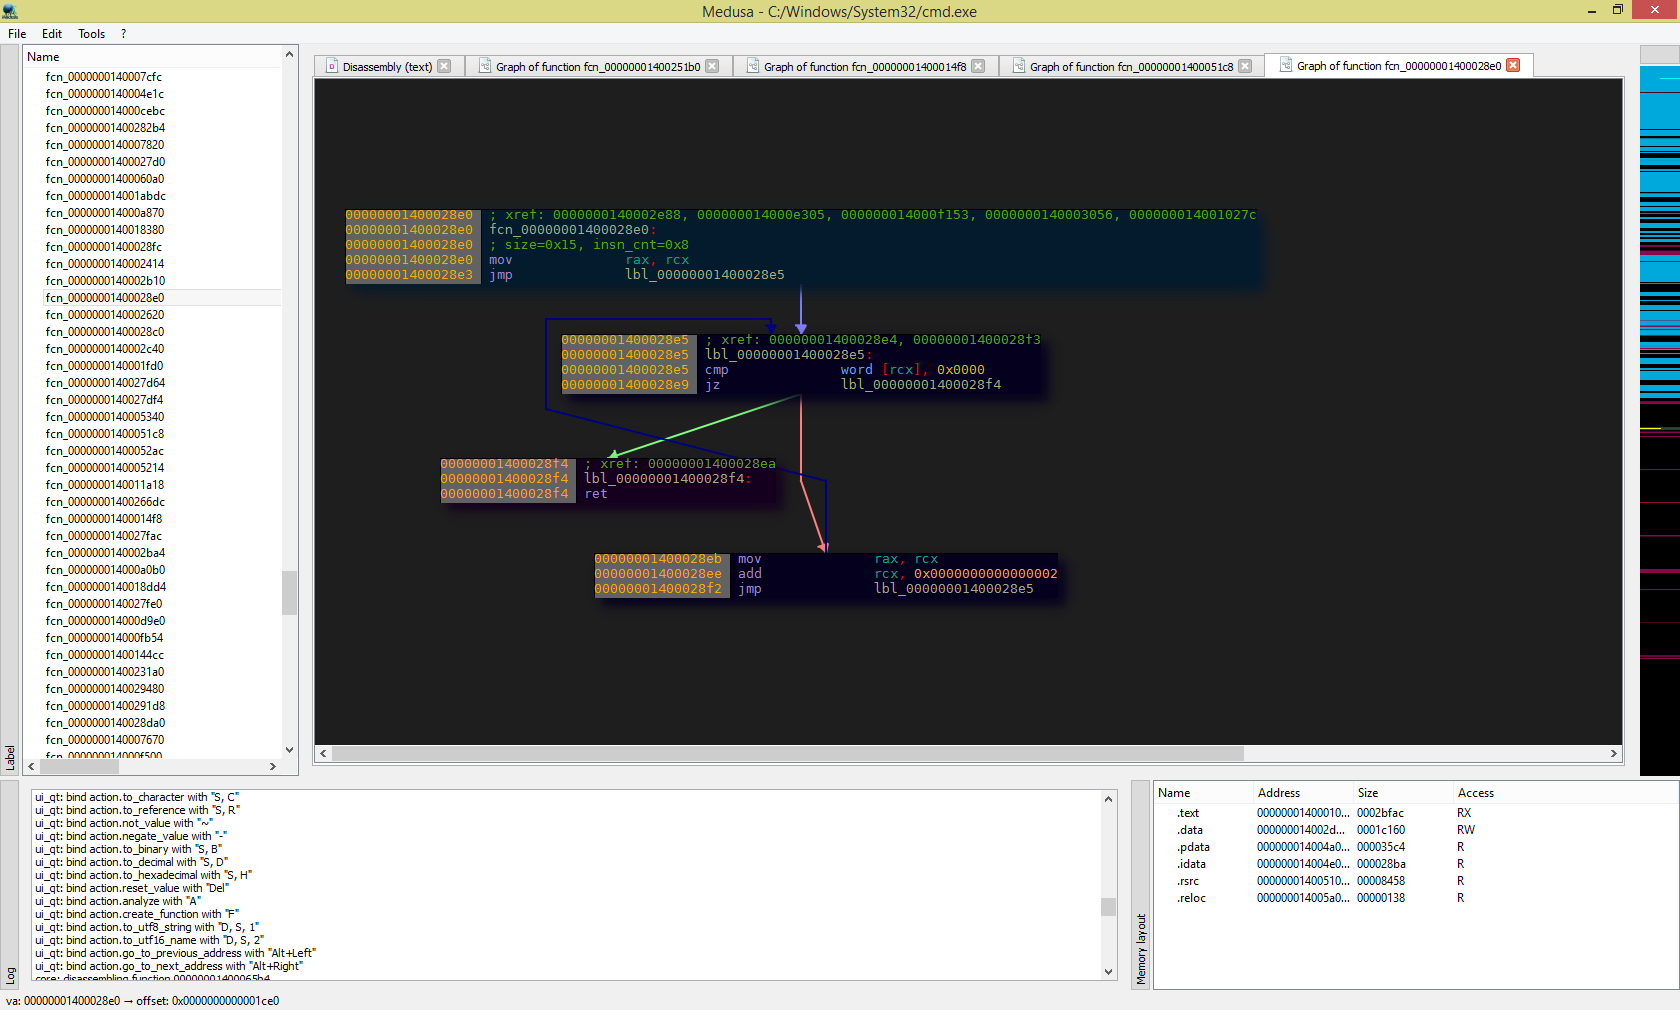 Medusa - C:/Windows/System32/cmd.exe
File Edit Tools ?
Label
Name
fcn_0000000140007cfc
fcn_0000000140004e1c
fcn_000000014000cebc
fcn_00000001400282b4
fcn_0000000140007820
fcn_00000001400027d0
fcn_00000001400060a0
fcn_000000014001abdc
fcn_000000014000a870
fcn_0000000140018380
fcn_00000001400028fc
fcn_0000000140002414
fcn_0000000140002b10
fcn_00000001400028e0
fcn_0000000140002620
fcn_00000001400028c0
fcn_0000000140002c40
fcn_0000000140001fd0
fcn_0000000140027d64
fcn_0000000140027df4
fcn_0000000140005340
fcn_00000001400051c8
fcn_00000001400052ac
fcn_0000000140005214
fcn_0000000140011a18
fcn_00000001400266dc
fcn_00000001400014f8
fcn_0000000140027fac
fcn_0000000140002ba4
fcn_000000014000a0b0
fcn_0000000140018dd4
fcn_0000000140027fe0
fcn_000000014000d9e0
fcn_000000014000fb54
fcn_00000001400144cc
fcn_00000001400231a0
fcn_0000000140029480
fcn_00000001400291d8
fcn_0000000140028da0
fcn_0000000140007670
fcn_000000014000f500
Disassembly (text) Graph of function fcn_00000001400251b0 Graph of function fcn_00000001400014f8 Graph of function fcn_00000001400051c8 Graph of function fcn_00000001400028e0
00000001400028e0 ; xref: 0000000140002e88, 000000014000e305, 000000014000f153, 0000000140003056, 000000014001027c
00000001400028e0 fcn_00000001400028e0:
00000001400028e0 ; size=0x15, insn_cnt=0x8
00000001400028e0 mov rax, rcx
00000001400028e3 jmp lbl_00000001400028e5
00000001400028e5 ; xref: 00000001400028e4, 00000001400028f3
00000001400028e5 lbl_00000001400028e5:
00000001400028e5 cmp word [rcx], 0x0000
00000001400028e9 jz lbl_00000001400028f4
00000001400028f4 ; xref: 00000001400028ea
00000001400028f4 lbl_00000001400028f4:
00000001400028f4 ret
00000001400028eb mov rax, rcx
00000001400028ee add rcx, 0x0000000000000002
00000001400028f2 jmp lbl_00000001400028e5
Log
ui_qt: bind action.to_character with "S, C"
ui_qt: bind action.to_reference with "S, R"
ui_qt: bind action.not_value with "~"
ui_qt: bind action.negate_value with "-"
ui_qt: bind action.to_binary with "S, B"
ui_qt: bind action.to_decimal with "S, D"
ui_qt: bind action.to_hexadecimal with "S, H"
ui_qt: bind action.reset_value with "Del"
ui_qt: bind action.analyze with "A"
ui_qt: bind action.create_function with "F"
ui_qt: bind action.to_utf8_string with "D, S, 1"
ui_qt: bind action.to_utf16_name with "D, S, 2"
ui_qt: bind action.go_to_previous_address with "Alt+Left"
ui_qt: bind action.go_to_next_address with "Alt+Right"
core: disassembling function 00000001400065b4
Memory layout
Name Address Size Access
.text 00000001400010... 0002bfac RX
.data 000000014002d... 0001c160 RW
.pdata 000000014004a0... 000035c4 R
.idata 000000014004e0... 000028ba R
.rsrc 00000001400510... 00008458 R
.reloc 000000014005a0... 00000138 R
va: 00000001400028e0 → offset: 0x0000000000001ce0